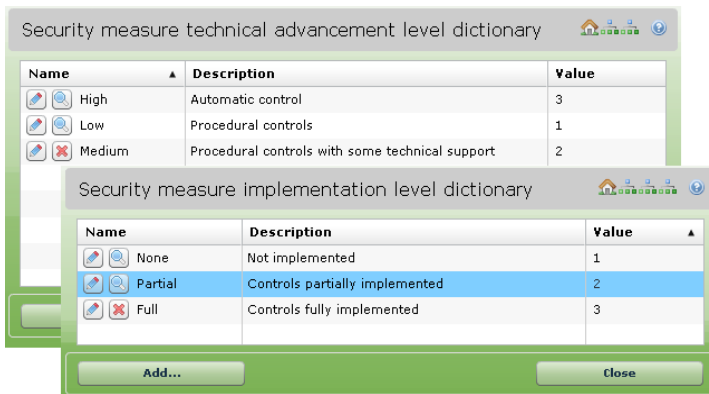 Security measure technical advancement level dictionary
Name Description Value
High Automatic control 3
Low Procedural controls 1
Medium Procedural controls with some technical support 2
Security measure implementation level dictionary
Name Description Value
None Not implemented 1
Partial Controls partially implemented 2
Full Controls fully implemented 3
Add... Close